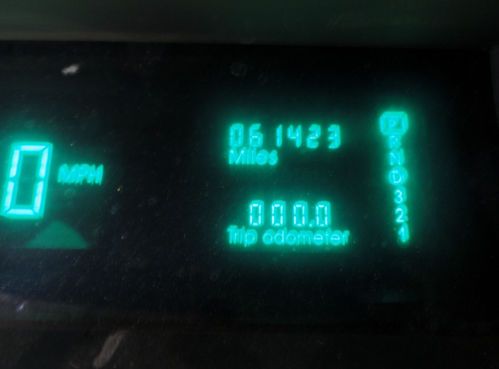 0 MPH
061423
Miles
000.0
Trip odometer
P
R
N
D
3
2
1